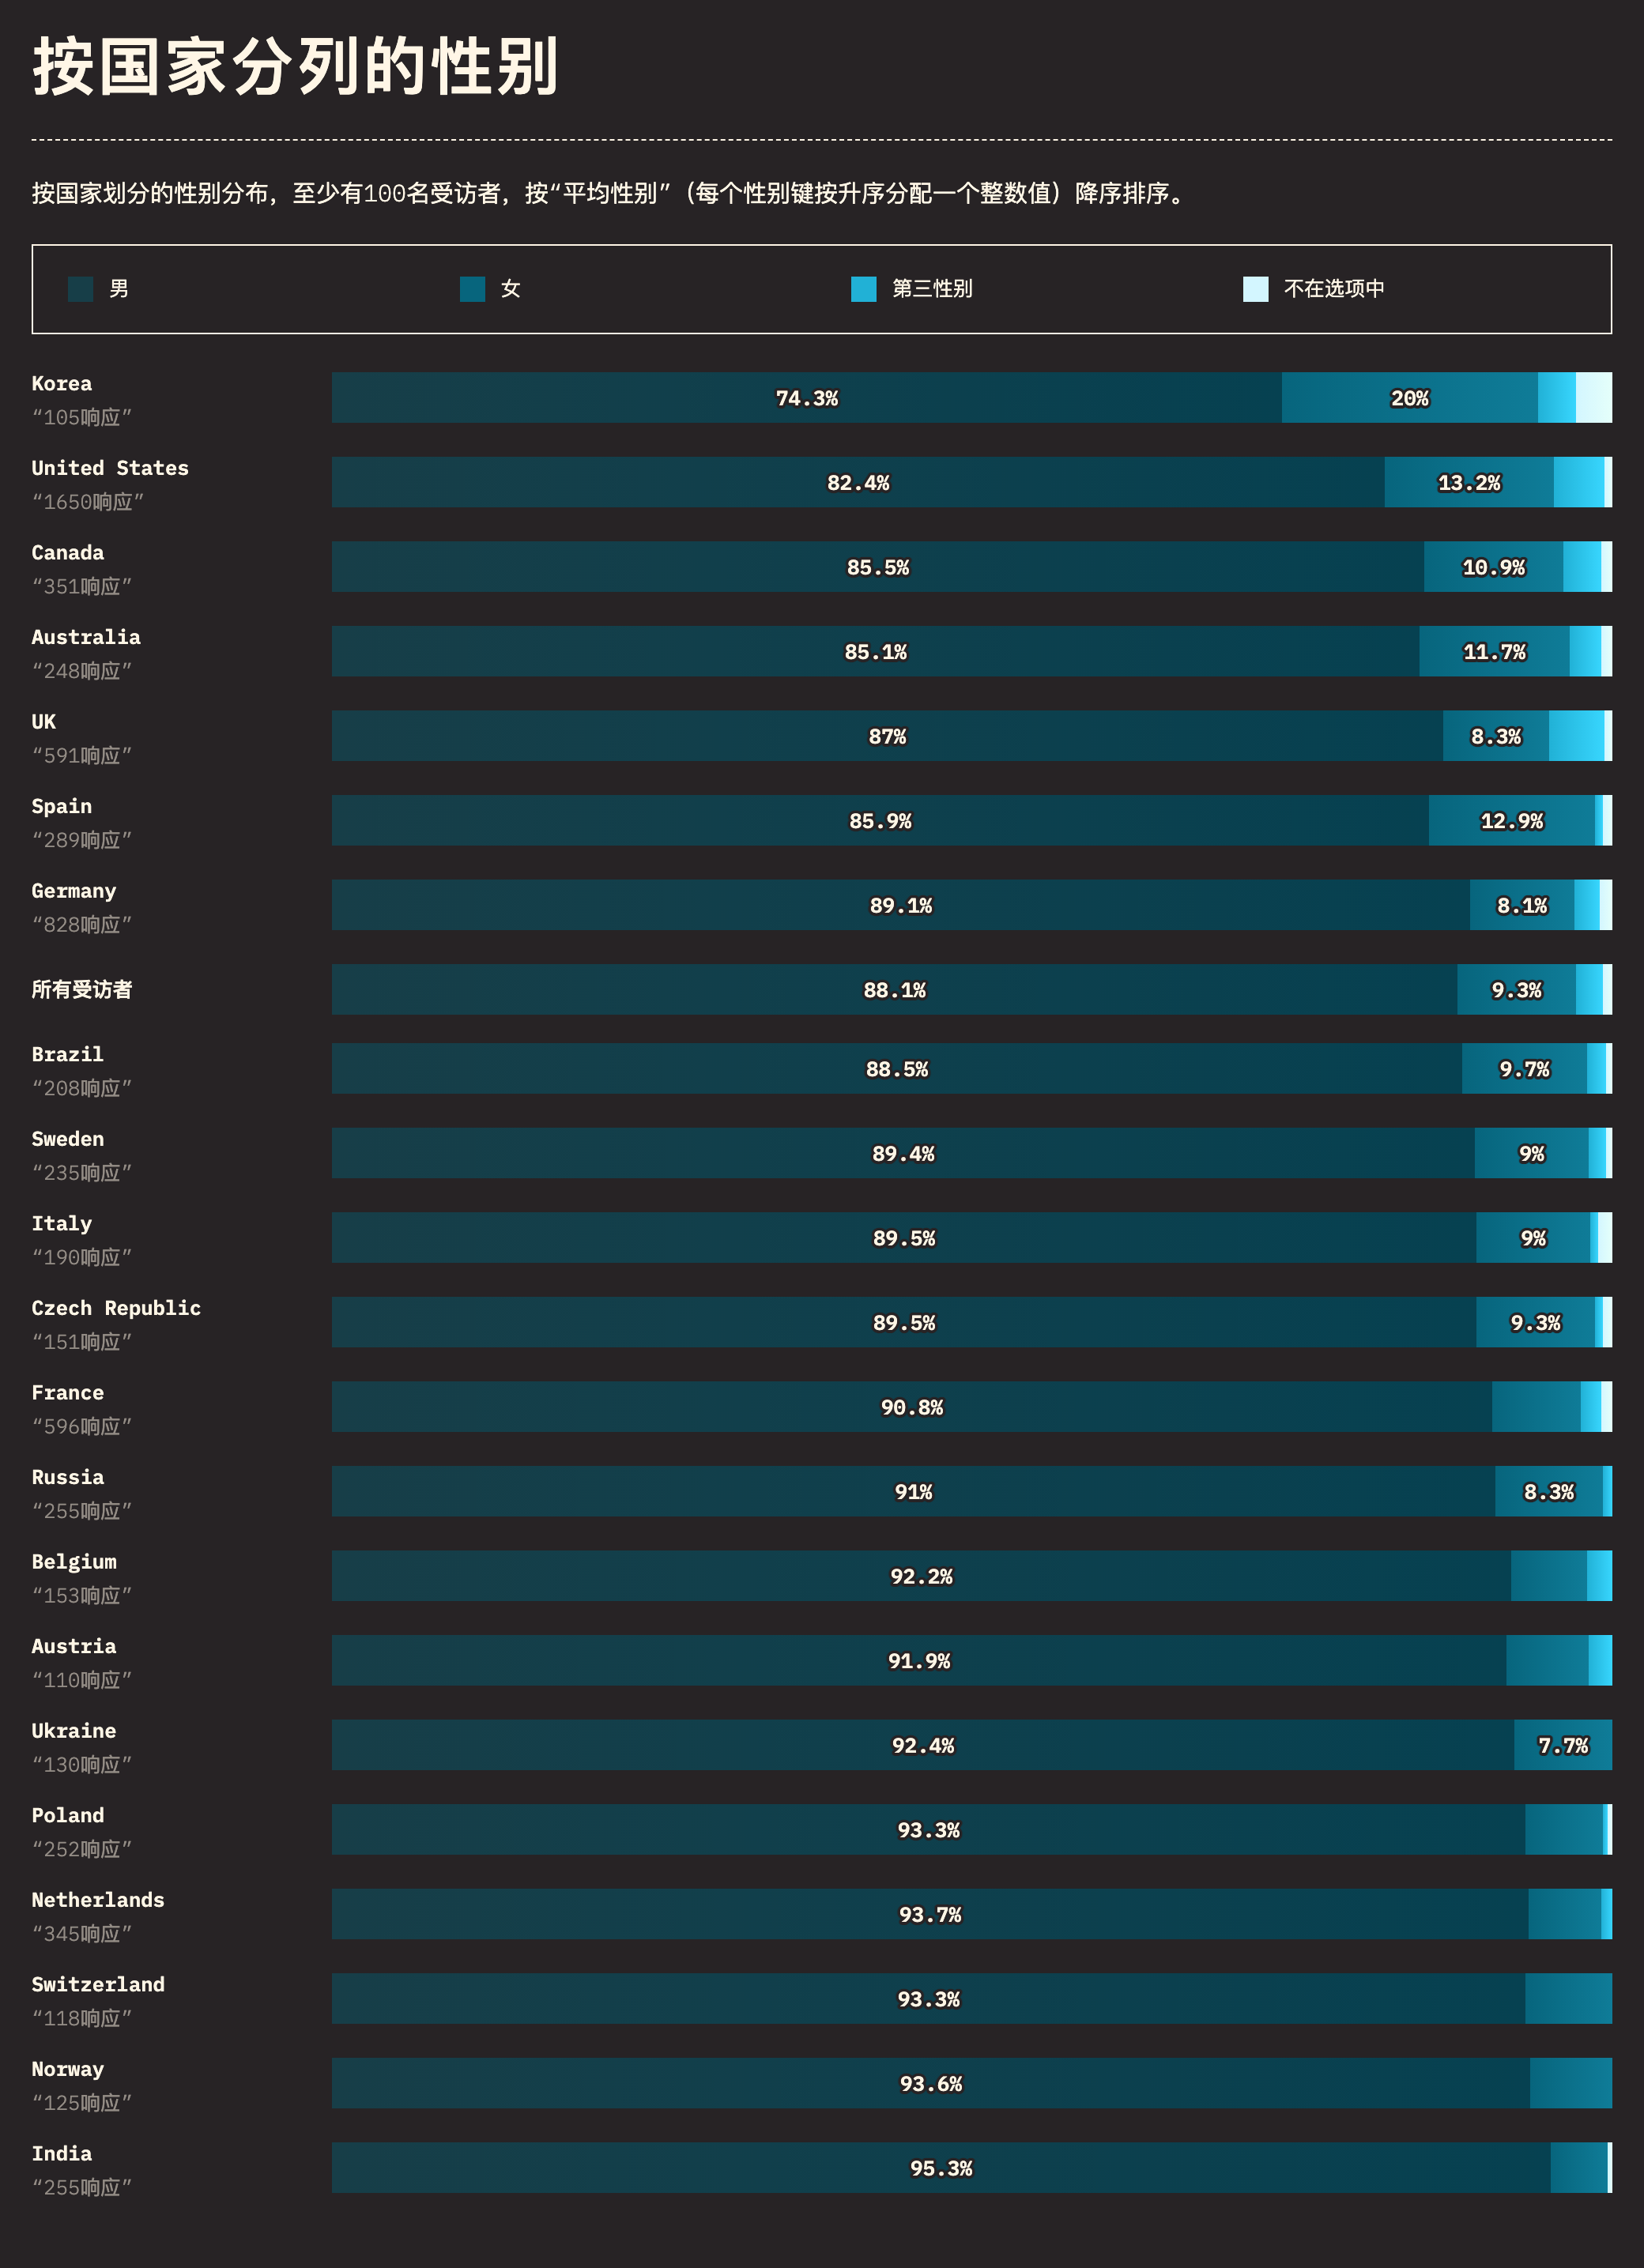 按国家分列的性别
按国家划分的性别分布，至少有100名受访者，按“平均性别”（每个性别键按升序分配一个整数值）降序排序。
男 女 第三性别 不在选项中
Korea
“105响应”
74.3% 20%
United States
“1650响应”
82.4% 13.2%
Canada
“351响应”
85.5% 10.9%
Australia
“248响应”
85.1% 11.7%
UK
“591响应”
87% 8.3%
Spain
“289响应”
85.9% 12.9%
Germany
“828响应”
89.1% 8.1%
所有受访者
88.1% 9.3%
Brazil
“208响应”
88.5% 9.7%
Sweden
“235响应”
89.4% 9%
Italy
“190响应”
89.5% 9%
Czech Republic
“151响应”
89.5% 9.3%
France
“596响应”
90.8%
Russia
“255响应”
91% 8.3%
Belgium
“153响应”
92.2%
Austria
“110响应”
91.9%
Ukraine
“130响应”
92.4% 7.7%
Poland
“252响应”
93.3%
Netherlands
“345响应”
93.7%
Switzerland
“118响应”
93.3%
Norway
“125响应”
93.6%
India
“255响应”
95.3%